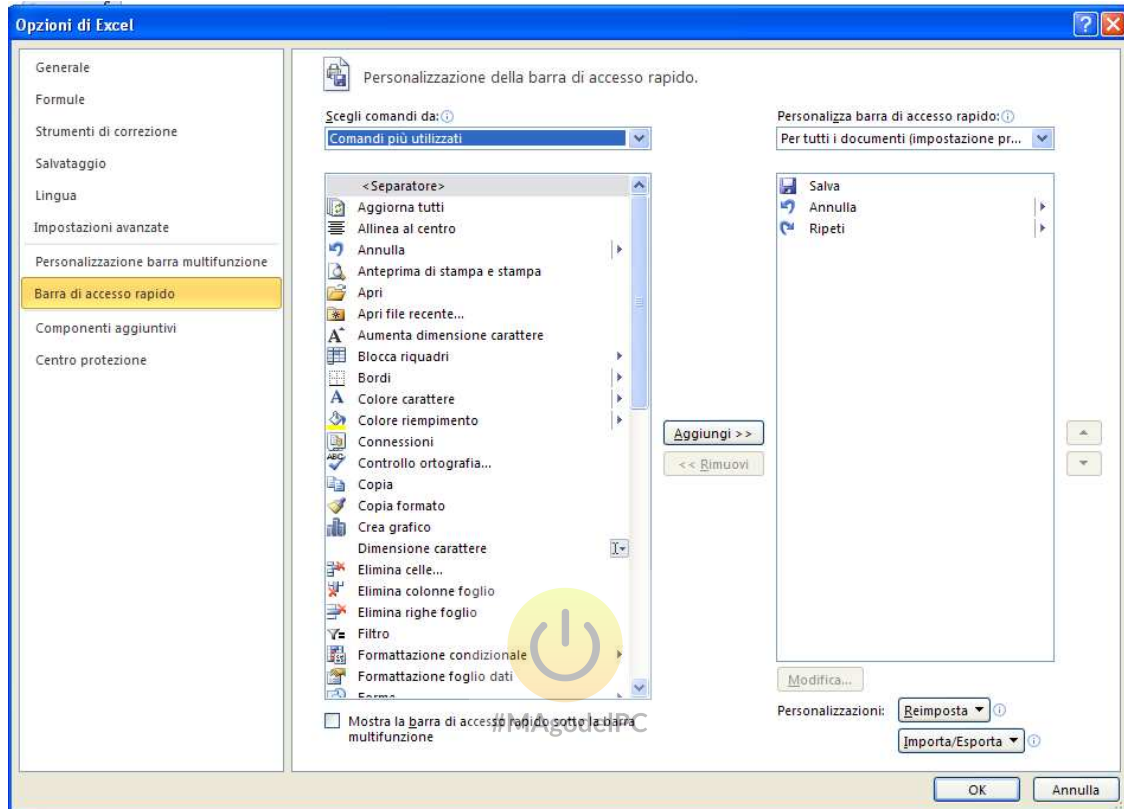 Opzioni di Excel
Generale
Formule
Strumenti di correzione
Salvataggio
Lingua
Impostazioni avanzate
Personalizzazione barra multifunzione
Barra di accesso rapido
Componenti aggiuntivi
Centro protezione
Personalizzazione della barra di accesso rapido.
Scegli comandi da:
Comandi più utilizzati
<Separatore>
Aggiorna tutti
Allinea al centro
Annulla
Anteprima di stampa e stampa
Apri
Apri file recente...
Aumenta dimensione carattere
Blocca riquadri
Bordi
Colore carattere
Colore riempimento
Connessioni
Controllo ortografia...
Copia
Copia formato
Crea grafico
Dimensione carattere
Elimina celle...
Elimina colonne foglio
Elimina righe foglio
Filtro
Formattazione condizionale
Formattazione foglio dati
Forme
Mostra la barra di accesso rapido sotto la barra
multifunzione
#MAgodelPC
Aggiungi >>
<< Rimuovi
Personalizza barra di accesso rapido:
Per tutti i documenti (impostazione pr...
Salva
Annulla
Ripeti
Modifica...
Personalizzazioni:
Reimposta
Importa/Esporta
OK
Annulla